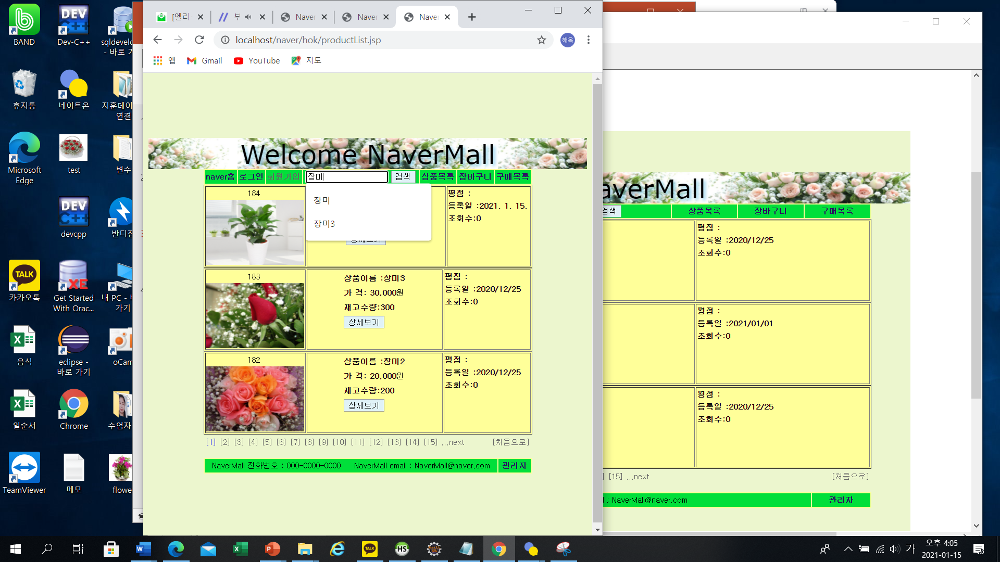 BAND
Dev-C++
sqldevelo
- 바로 가
휴지통
네이트온
지훈데이
연결
Microsoft
Edge
test
변수
devcpp
반디집
카카오톡
Get Started
With Orac...
내 PC - 바
가기
음식
eclipse -
바로 가기
oCam
일순서
Chrome
수업자
TeamViewer
메모
flowe
부
Naver
Naver
Naver
localhost/naver/hok/productList.jsp
해옥
앱
Gmail
YouTube
지도
Welcome NaverMall
naver홈 로그인 회원가입 장미 검색 상품목록 장바구니 구매목록
장미
장미3
184
평점 :
등록일 :2021. 1. 15.
조회수:0
상세보기
183
상품이름 :장미3
가 격: 30,000원
재고수량:300
상세보기
평점 :
등록일 :2020/12/25
조회수:0
182
상품이름 :장미2
가 격: 20,000원
재고수량:200
상세보기
평점 :
등록일 :2020/12/25
조회수:0
[1] [2] [3] [4] [5] [6] [7] [8] [9] [10] [11] [12] [13] [14] [15] ...next [처음으로]
NaverMall 전화번호 : 000-0000-0000 NaverMall email ; NaverMall@naver.com 관리자
averMall
검색 상품목록 장바구니 구매목록
평점 :
등록일 :2020/12/25
조회수:0
평점 :
등록일 :2021/01/01
조회수:0
평점 :
등록일 :2020/12/25
조회수:0
[15] ...next [처음으로]
; NaverMall@naver.com 관리자
가
오후 4:05
2021-01-15